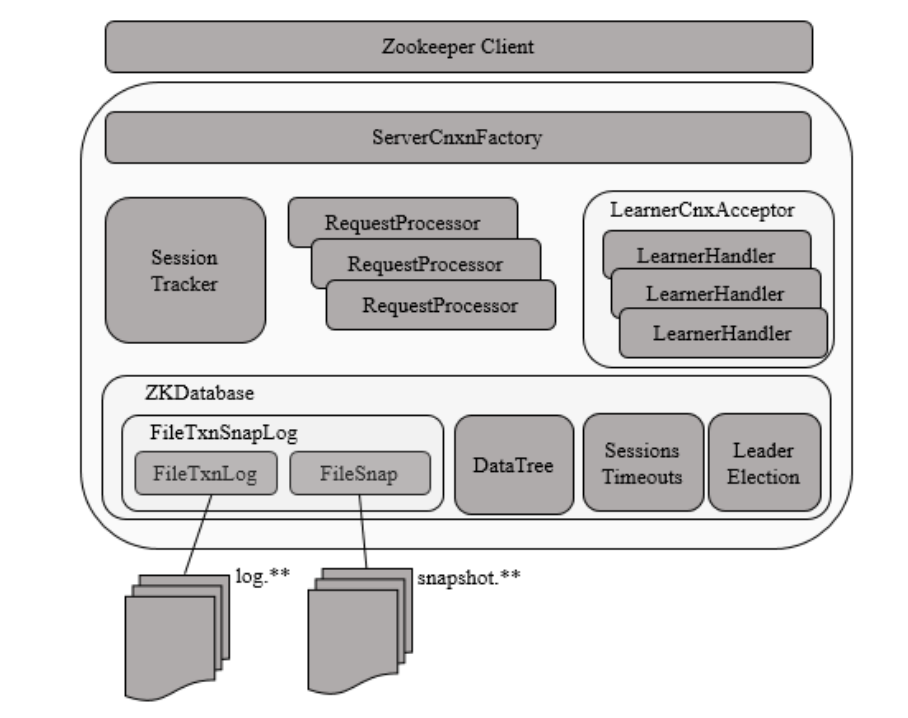 Zookeeper Client
ServerCnxnFactory
Session
Tracker
RequestProcessor
RequestProcessor
RequestProcessor
LearnerCnxAcceptor
LearnerHandler
LearnerHandler
LearnerHandler
ZKDatabase
FileTxnSnapLog
FileTxnLog
FileSnap
DataTree
Sessions
Timeouts
Leader
Election
log.**
snapshot.**